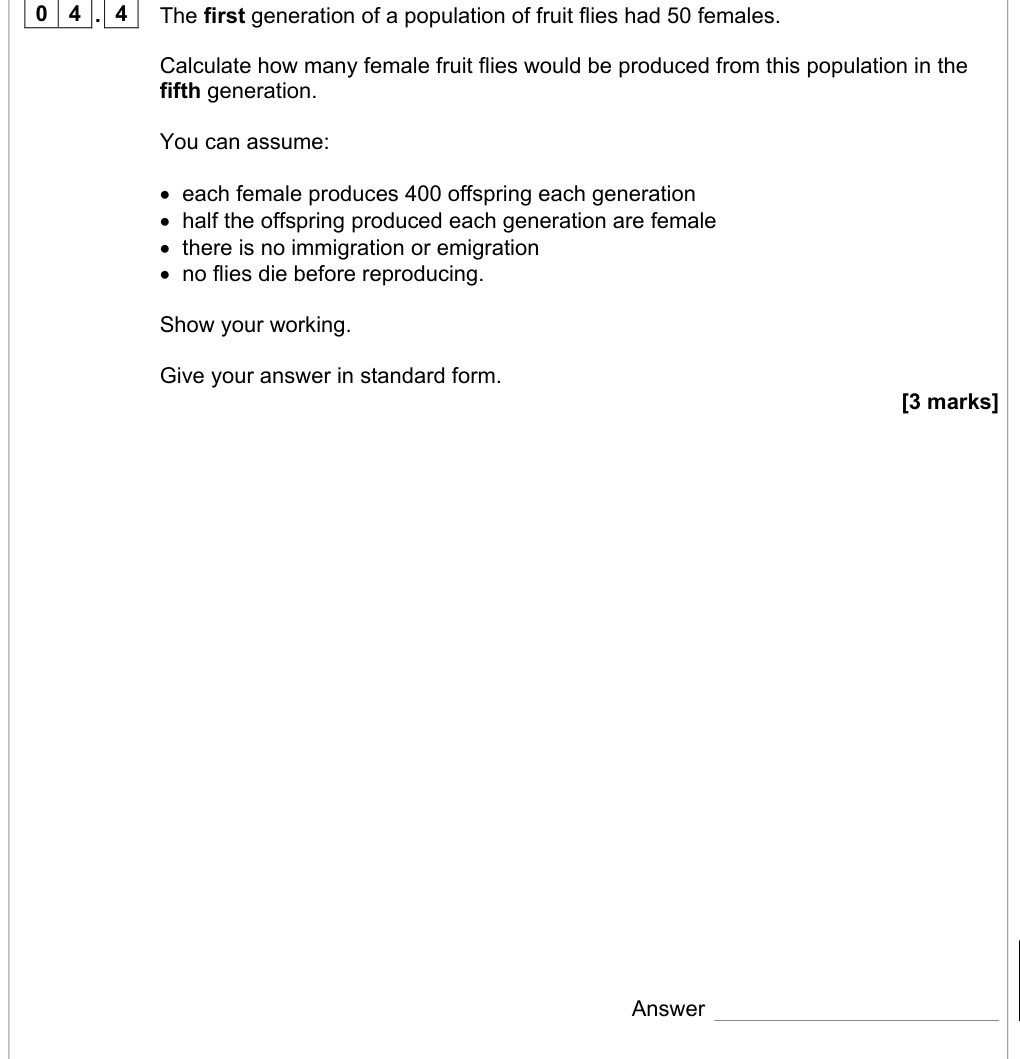 0 4 . 4 The first generation of a population of fruit flies had 50 females.
Calculate how many female fruit flies would be produced from this population in the
fifth generation.
You can assume:
• each female produces 400 offspring each generation
• half the offspring produced each generation are female
• there is no immigration or emigration
• no flies die before reproducing.
Show your working.
Give your answer in standard form.
[3 marks]
Answer